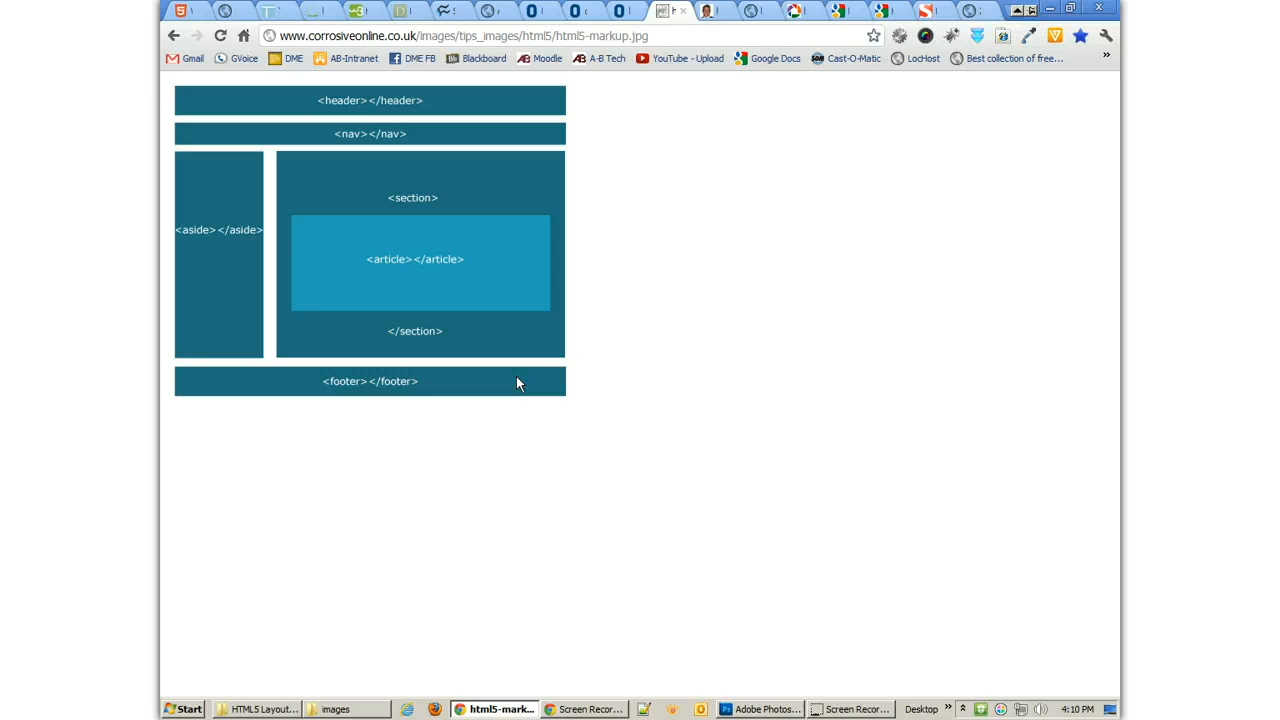 www.corrosiveonline.co.uk/images/tips_images/html5/html5-markup.jpg
Gmail GVoice DME AB-Intranet DME FB Blackboard Moodle A-B Tech YouTube - Upload Google Docs Cast-O-Matic LocHost Best collection of free... »
<header></header>
<nav></nav>
<aside></aside>
<section>
<article></article>
</section>
<footer></footer>
Start HTML5 Layout... images html5-mark... Screen Recor... Adobe Photos... Screen Recor... Desktop » 4:10 PM